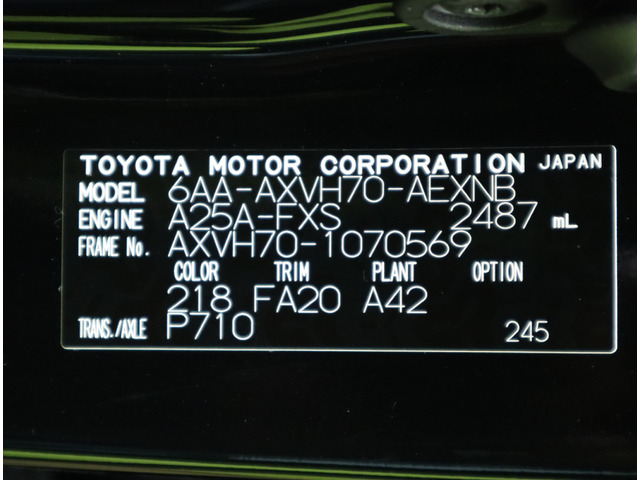 TOYOTA MOTOR CORPORATION JAPAN
MODEL 6AA-AXVH70-AEXNB
ENGINE A25A-FXS 2487 mL
FRAME No. AXVH70-1070569
COLOR TRIM PLANT OPTION
218 FA20 A42
TRANS./AXLE P710 245